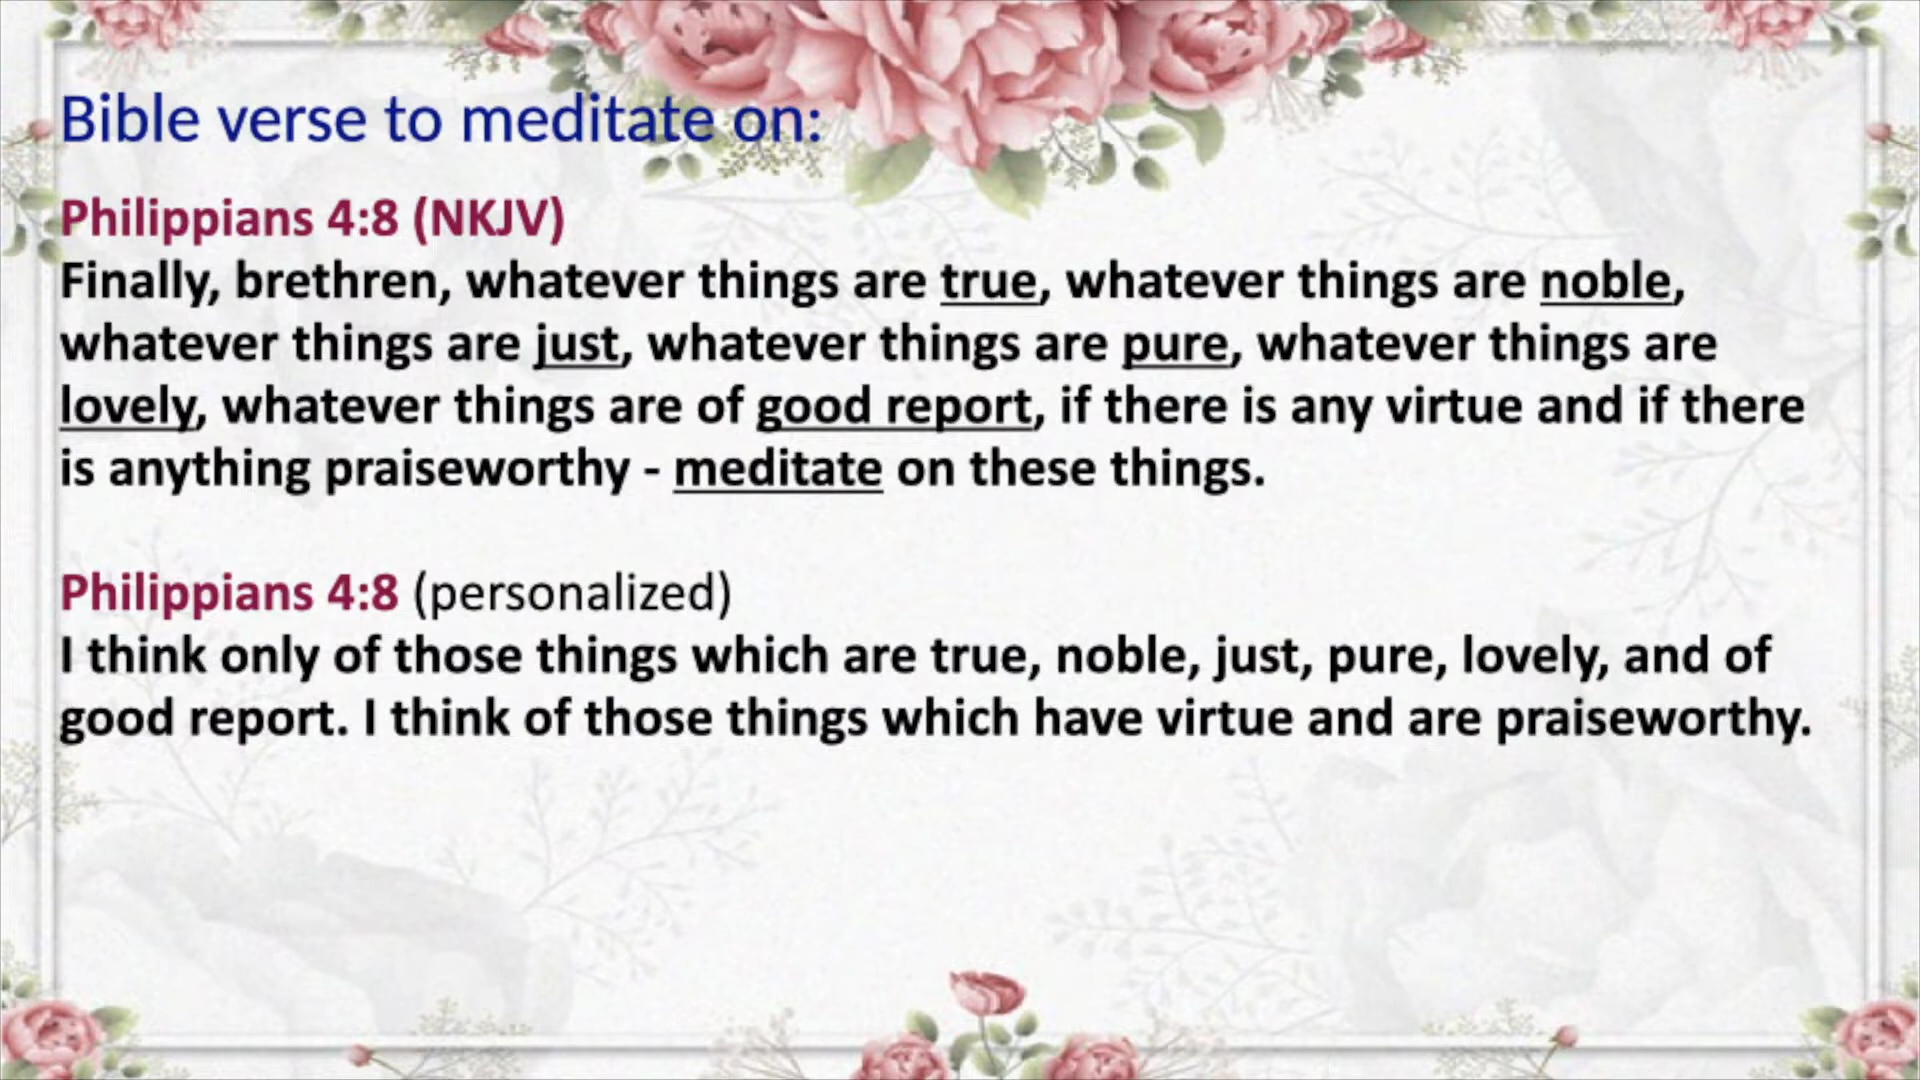 Bible verse to meditate on:
Philippians 4:8 (NKJV)
Finally, brethren, whatever things are true, whatever things are noble,
whatever things are just, whatever things are pure, whatever things are
lovely, whatever things are of good report, if there is any virtue and if there
is anything praiseworthy - meditate on these things.
Philippians 4:8 (personalized)
I think only of those things which are true, noble, just, pure, lovely, and of
good report. I think of those things which have virtue and are praiseworthy.